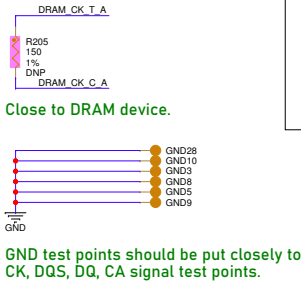 DRAM_CK_T_A
R205
150
1%
DNP
DRAM_CK_C_A
Close to DRAM device.
GND28
GND10
GND3
GND8
GND5
GND9
GND
GND test points should be put closely to
CK, DQS, DQ, CA signal test points.